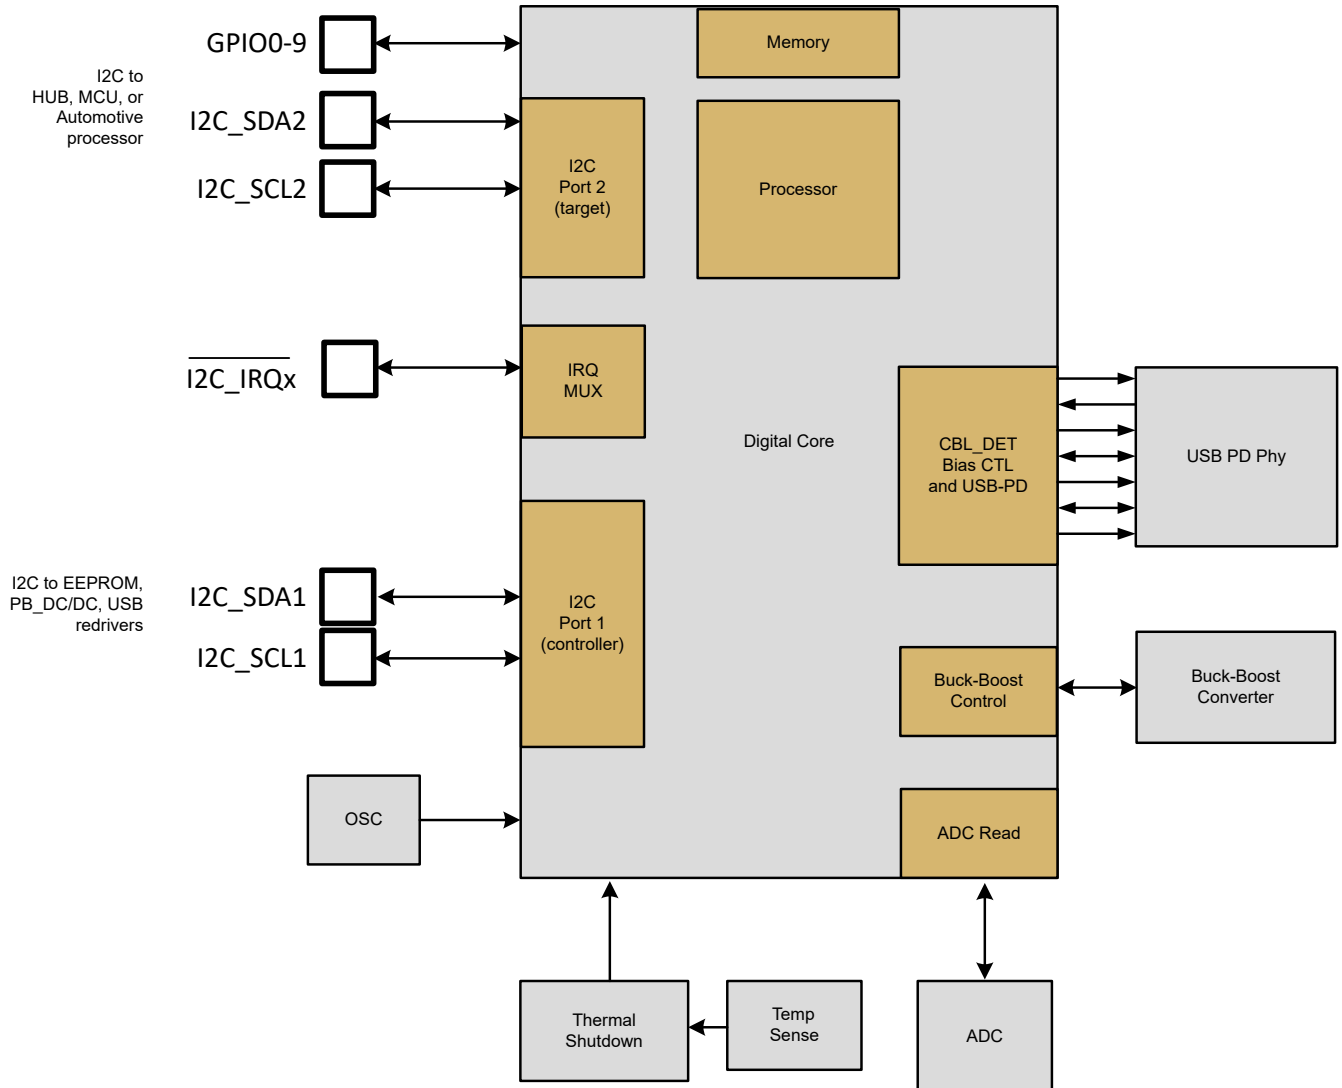 GPIO0-9
I2C to
HUB, MCU, or
Automotive
processor
I2C_SDA2
I2C_SCL2
I2C_IRQx
I2C to EEPROM,
PB_DC/DC, USB
redrivers
I2C_SDA1
I2C_SCL1
OSC
Memory
I2C
Port 2
(target)
Processor
IRQ
MUX
Digital Core
CBL_DET
Bias CTL
and USB-PD
USB PD Phy
I2C
Port 1
(controller)
Buck-Boost
Control
Buck-Boost
Converter
ADC Read
Thermal
Shutdown
Temp
Sense
ADC